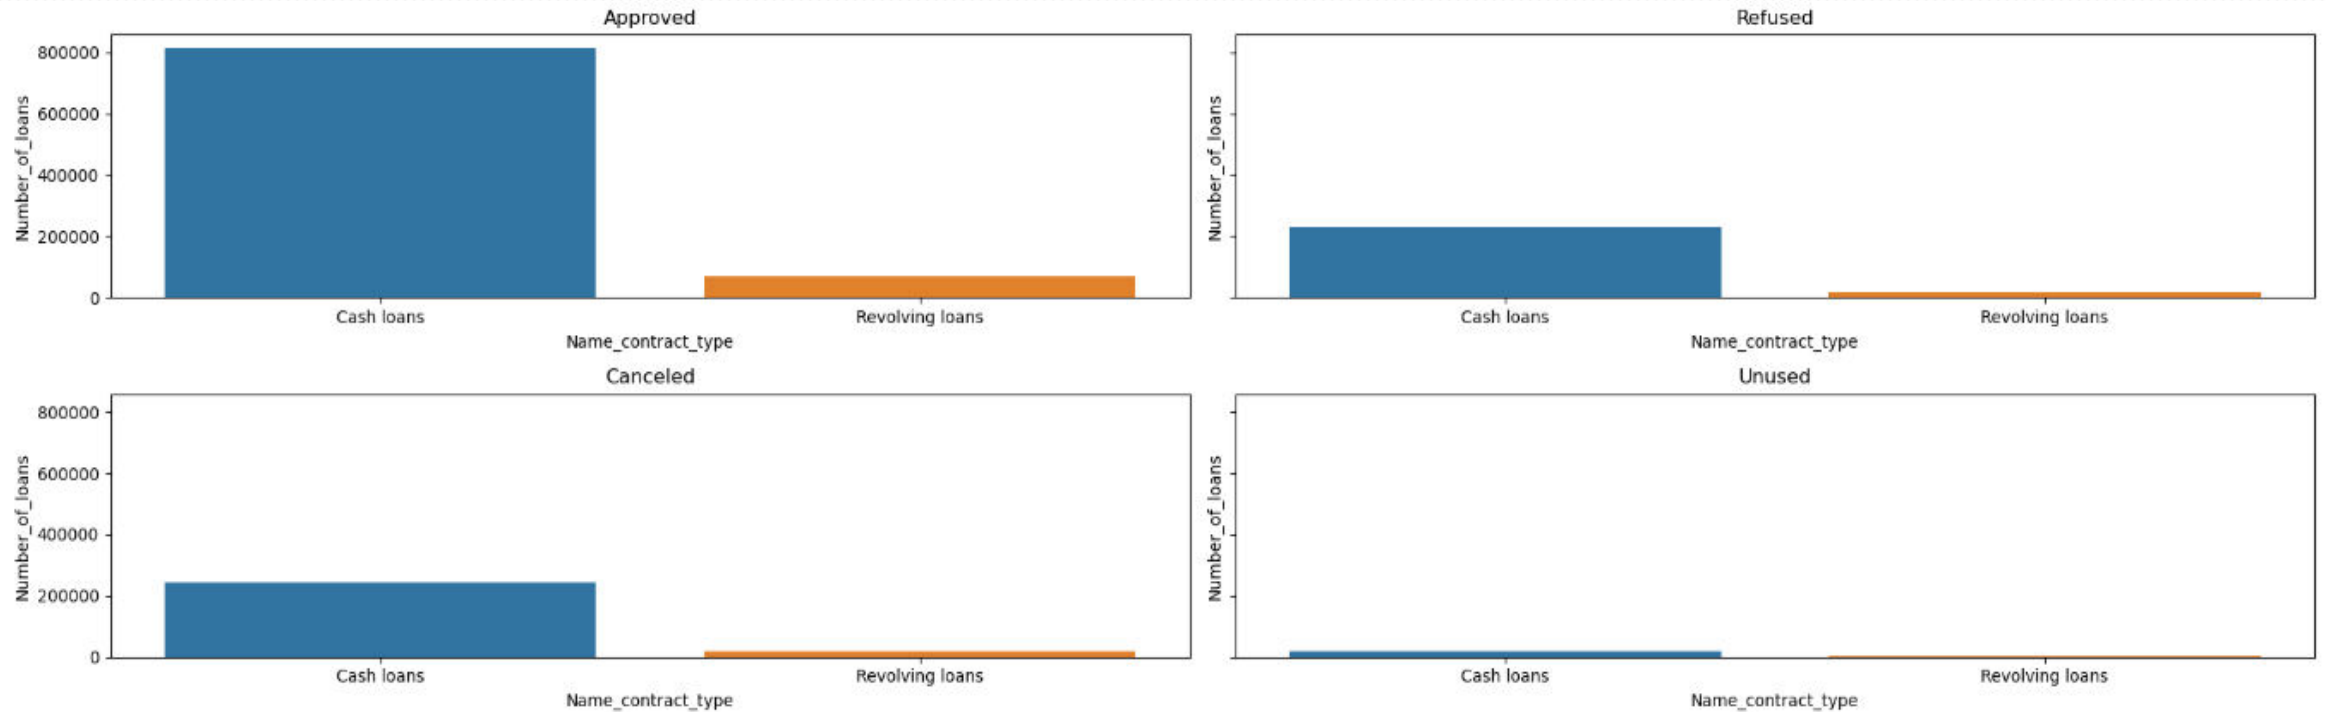 Approved
Number_of_loans
800000
600000
400000
200000
0
Cash loans
Revolving loans
Name_contract_type
Refused
Number_of_loans
Cash loans
Revolving loans
Name_contract_type
Canceled
Number_of_loans
800000
600000
400000
200000
0
Cash loans
Revolving loans
Name_contract_type
Unused
Number_of_loans
Cash loans
Revolving loans
Name_contract_type